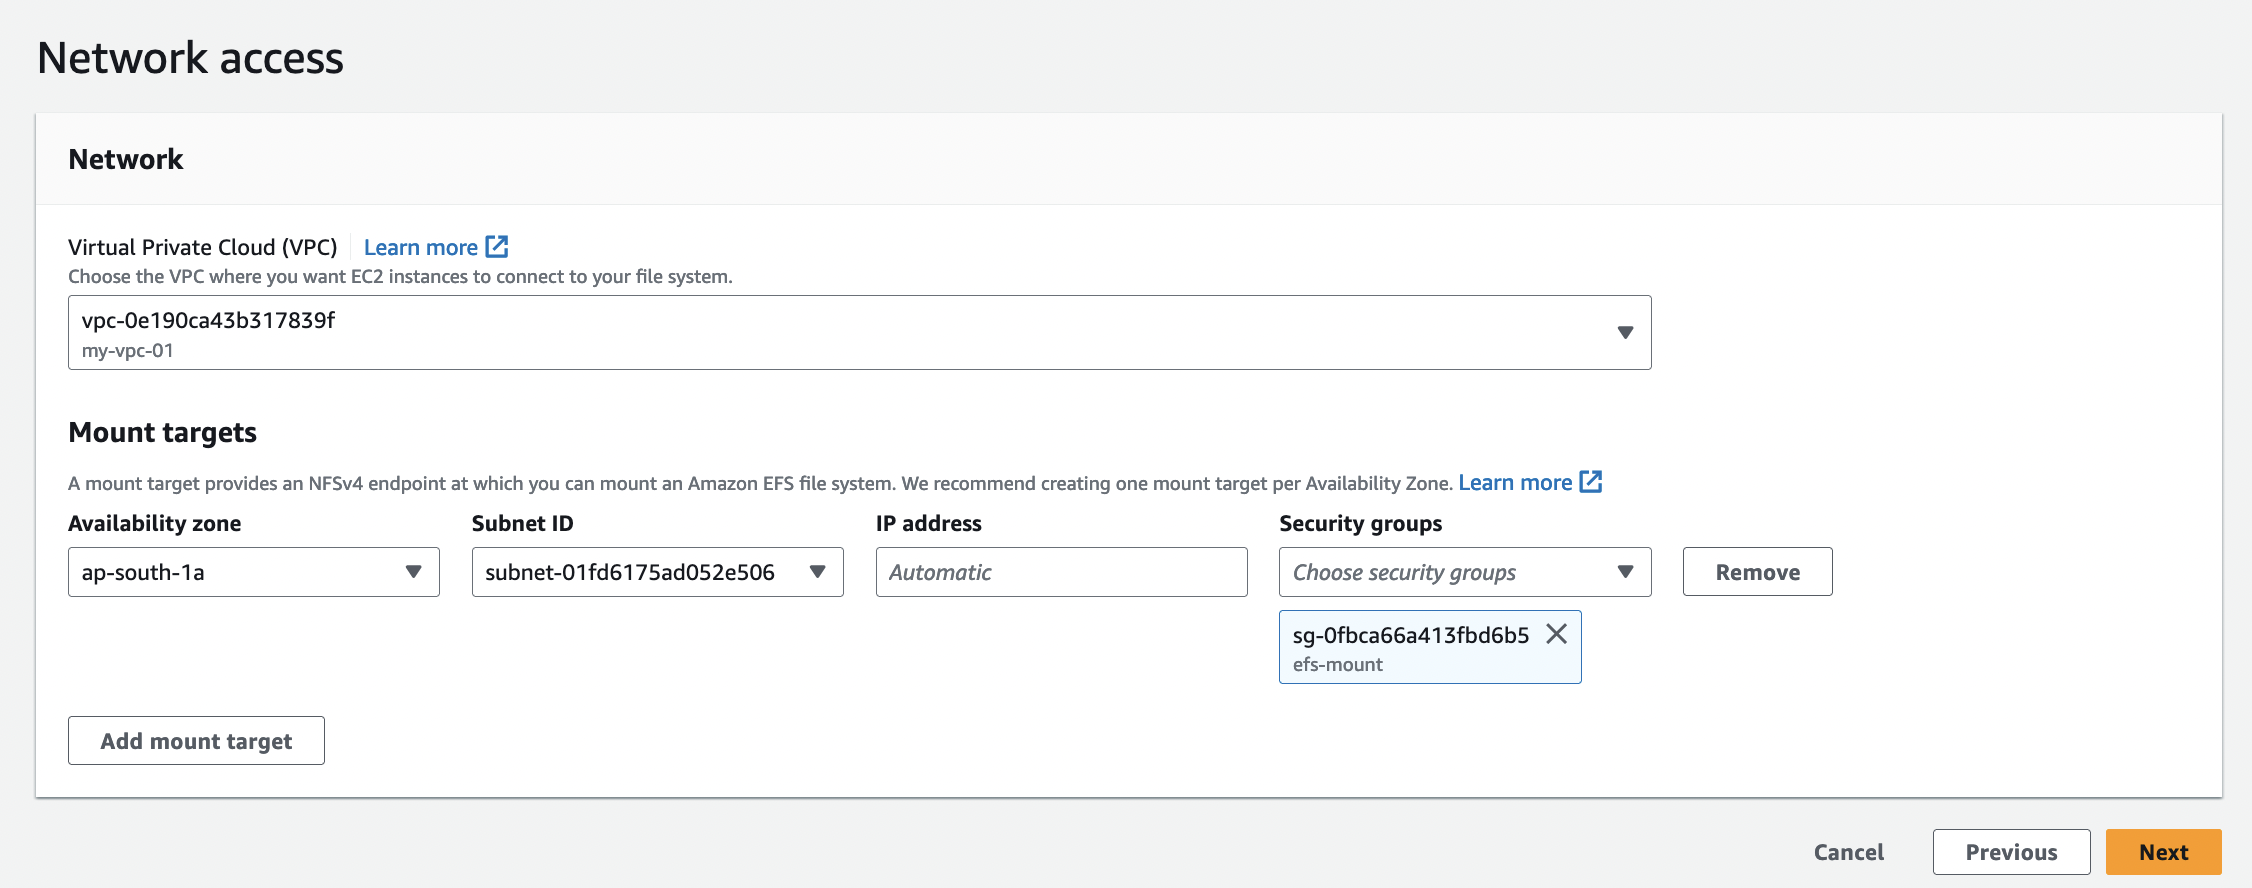 Network access
Network
Virtual Private Cloud (VPC) Learn more
Choose the VPC where you want EC2 instances to connect to your file system.
vpc-0e190ca43b317839f
my-vpc-01
Mount targets
A mount target provides an NFSv4 endpoint at which you can mount an Amazon EFS file system. We recommend creating one mount target per Availability Zone. Learn more
Availability zone Subnet ID IP address Security groups
ap-south-1a subnet-01fd6175ad052e506 Automatic Choose security groups Remove
sg-0fbca66a413fbd6b5
efs-mount
Add mount target
Cancel Previous Next